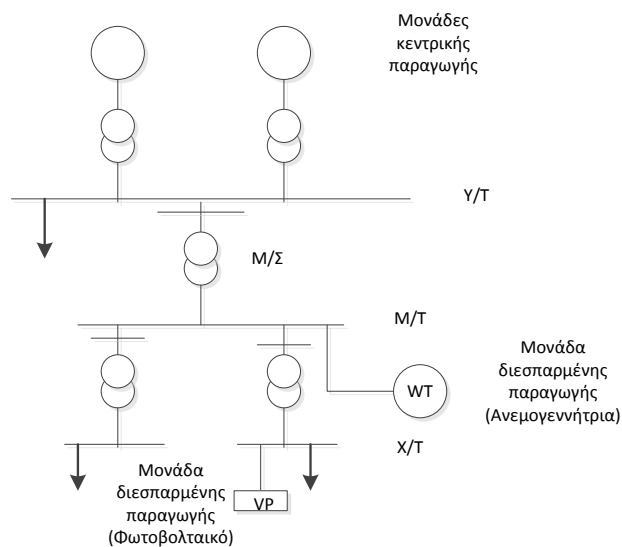 Μονάδες
κεντρικής
παραγωγής
Υ/Τ
Μ/Σ
Μ/Τ
Μονάδα
διεσπαρμένης
παραγωγής
(Ανεμογεννήτρια)
WT
Χ/Τ
Μονάδα
διεσπαρμένης
παραγωγής
(Φωτοβολταικό)
VP